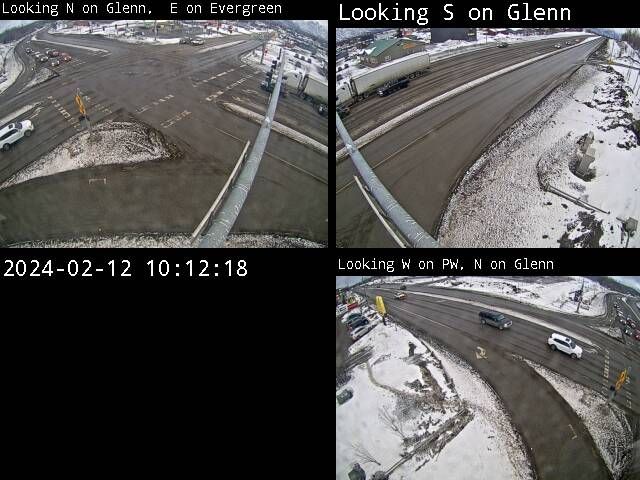 Looking N on Glenn,  E on Evergreen
Looking S on Glenn
2024-02-12 10:12:18
Looking W on PW, N on Glenn